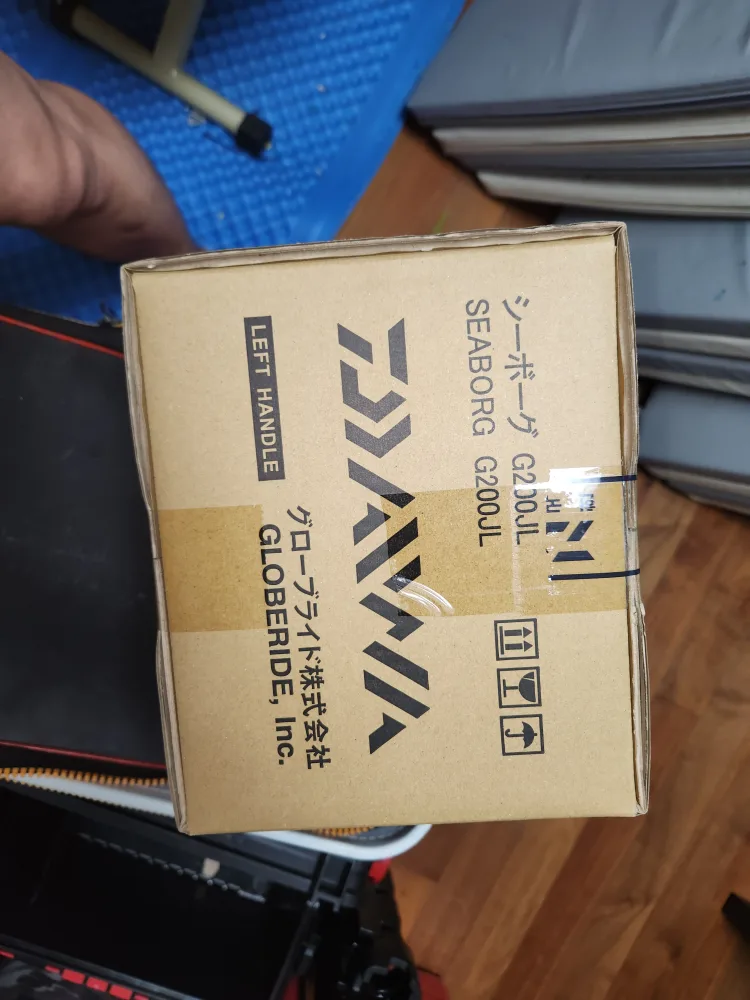 シーボーグ G200JL
SEABORG G200JL
DAIWA
LEFT HANDLE
グローブライド株式会社
GLOBERIDE, Inc.